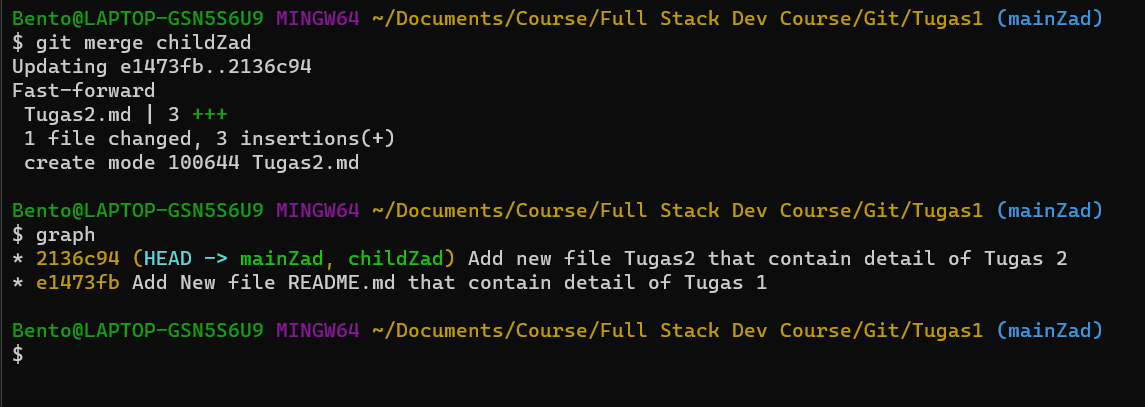 Bento@LAPTOP-GSN5S6U9 MINGW64 ~/Documents/Course/Full Stack Dev Course/Git/Tugas1 (mainZad)
$ git merge childZad
Updating e1473fb..2136c94
Fast-forward
 Tugas2.md | 3 +++
 1 file changed, 3 insertions(+)
 create mode 100644 Tugas2.md

Bento@LAPTOP-GSN5S6U9 MINGW64 ~/Documents/Course/Full Stack Dev Course/Git/Tugas1 (mainZad)
$ graph
* 2136c94 (HEAD -> mainZad, childZad) Add new file Tugas2 that contain detail of Tugas 2
* e1473fb Add New file README.md that contain detail of Tugas 1

Bento@LAPTOP-GSN5S6U9 MINGW64 ~/Documents/Course/Full Stack Dev Course/Git/Tugas1 (mainZad)
$